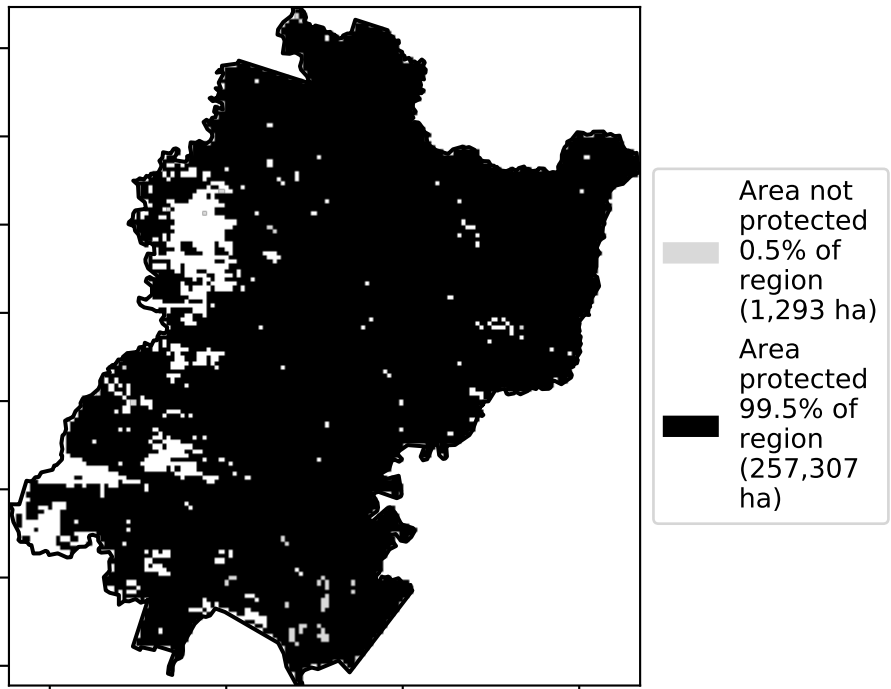 Area not
protected
0.5% of
region
(1,293 ha)
Area
protected
99.5% of
region
(257,307
ha)